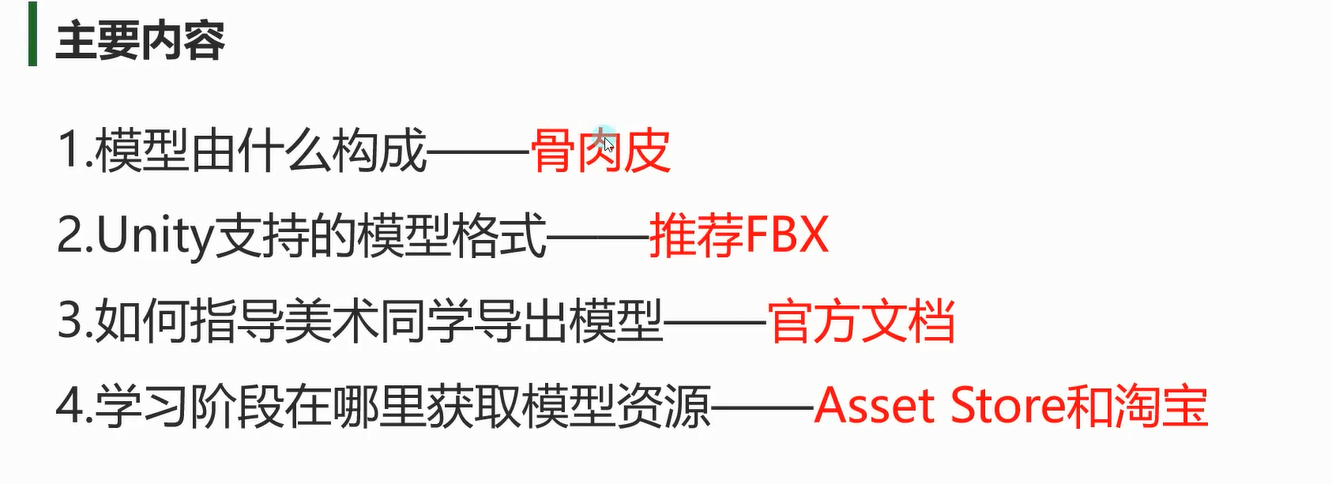 主要内容
1.模型由什么构成——骨肉皮
2.Unity支持的模型格式——推荐FBX
3.如何指导美术同学导出模型——官方文档
4.学习阶段在哪里获取模型资源——Asset Store和淘宝